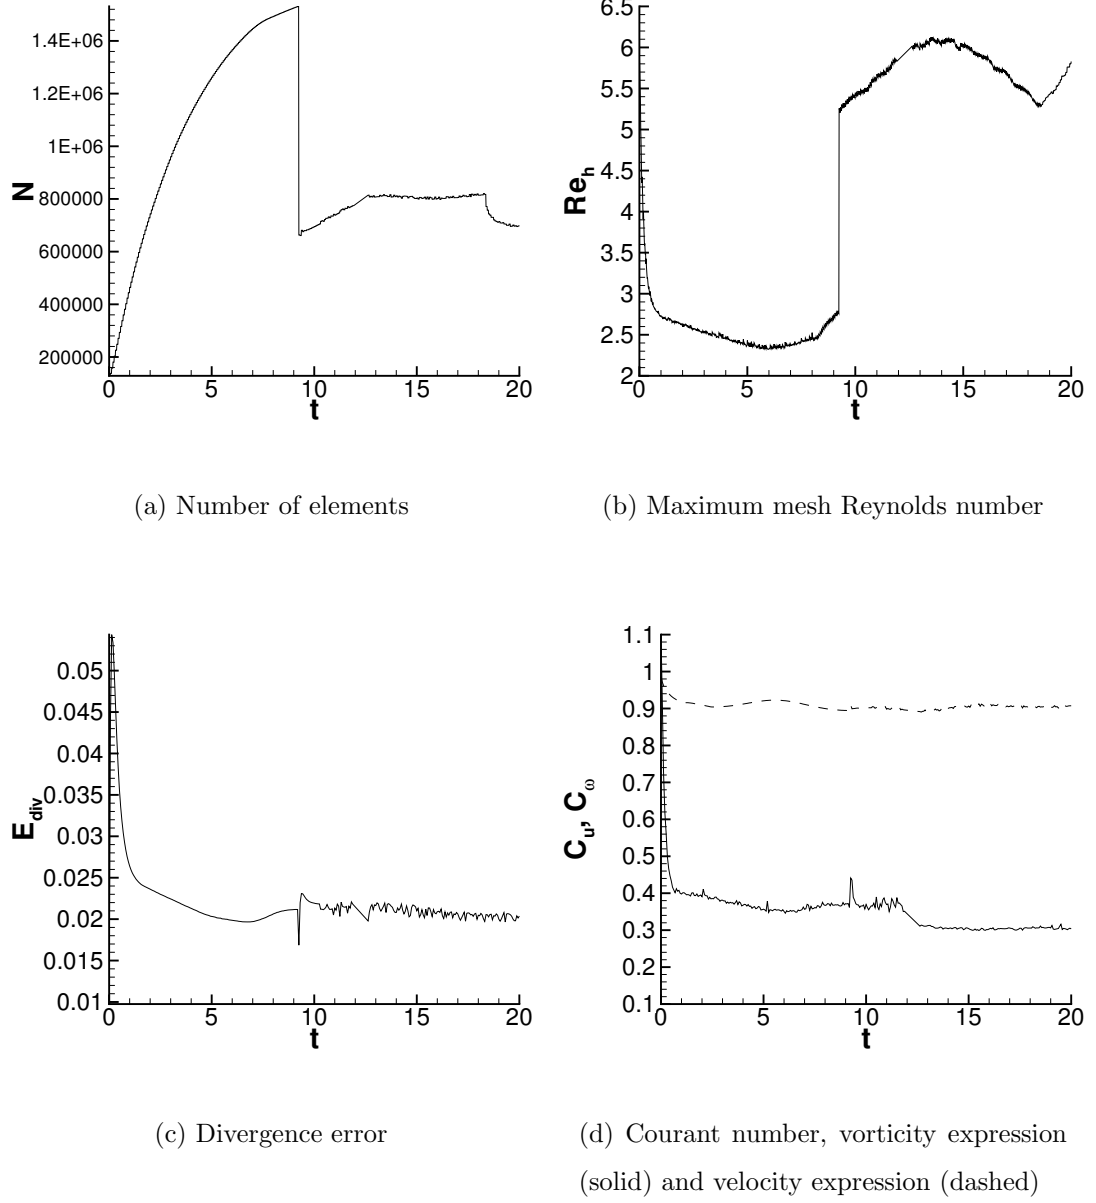 1.4E+06
1.2E+06
1E+06
800000
600000
400000
200000
N
0 5 10 15 20
t
(a) Number of elements
6.5
6
5.5
5
4.5
4
3.5
3
2.5
2
Re_h
0 5 10 15 20
t
(b) Maximum mesh Reynolds number
0.05
0.045
0.04
0.035
0.03
0.025
0.02
0.015
0.01
E_div
0 5 10 15 20
t
(c) Divergence error
1.1
1
0.9
0.8
0.7
0.6
0.5
0.4
0.3
0.2
0.1
C_u, C_ω
0 5 10 15 20
t
(d) Courant number, vorticity expression
(solid) and velocity expression (dashed)